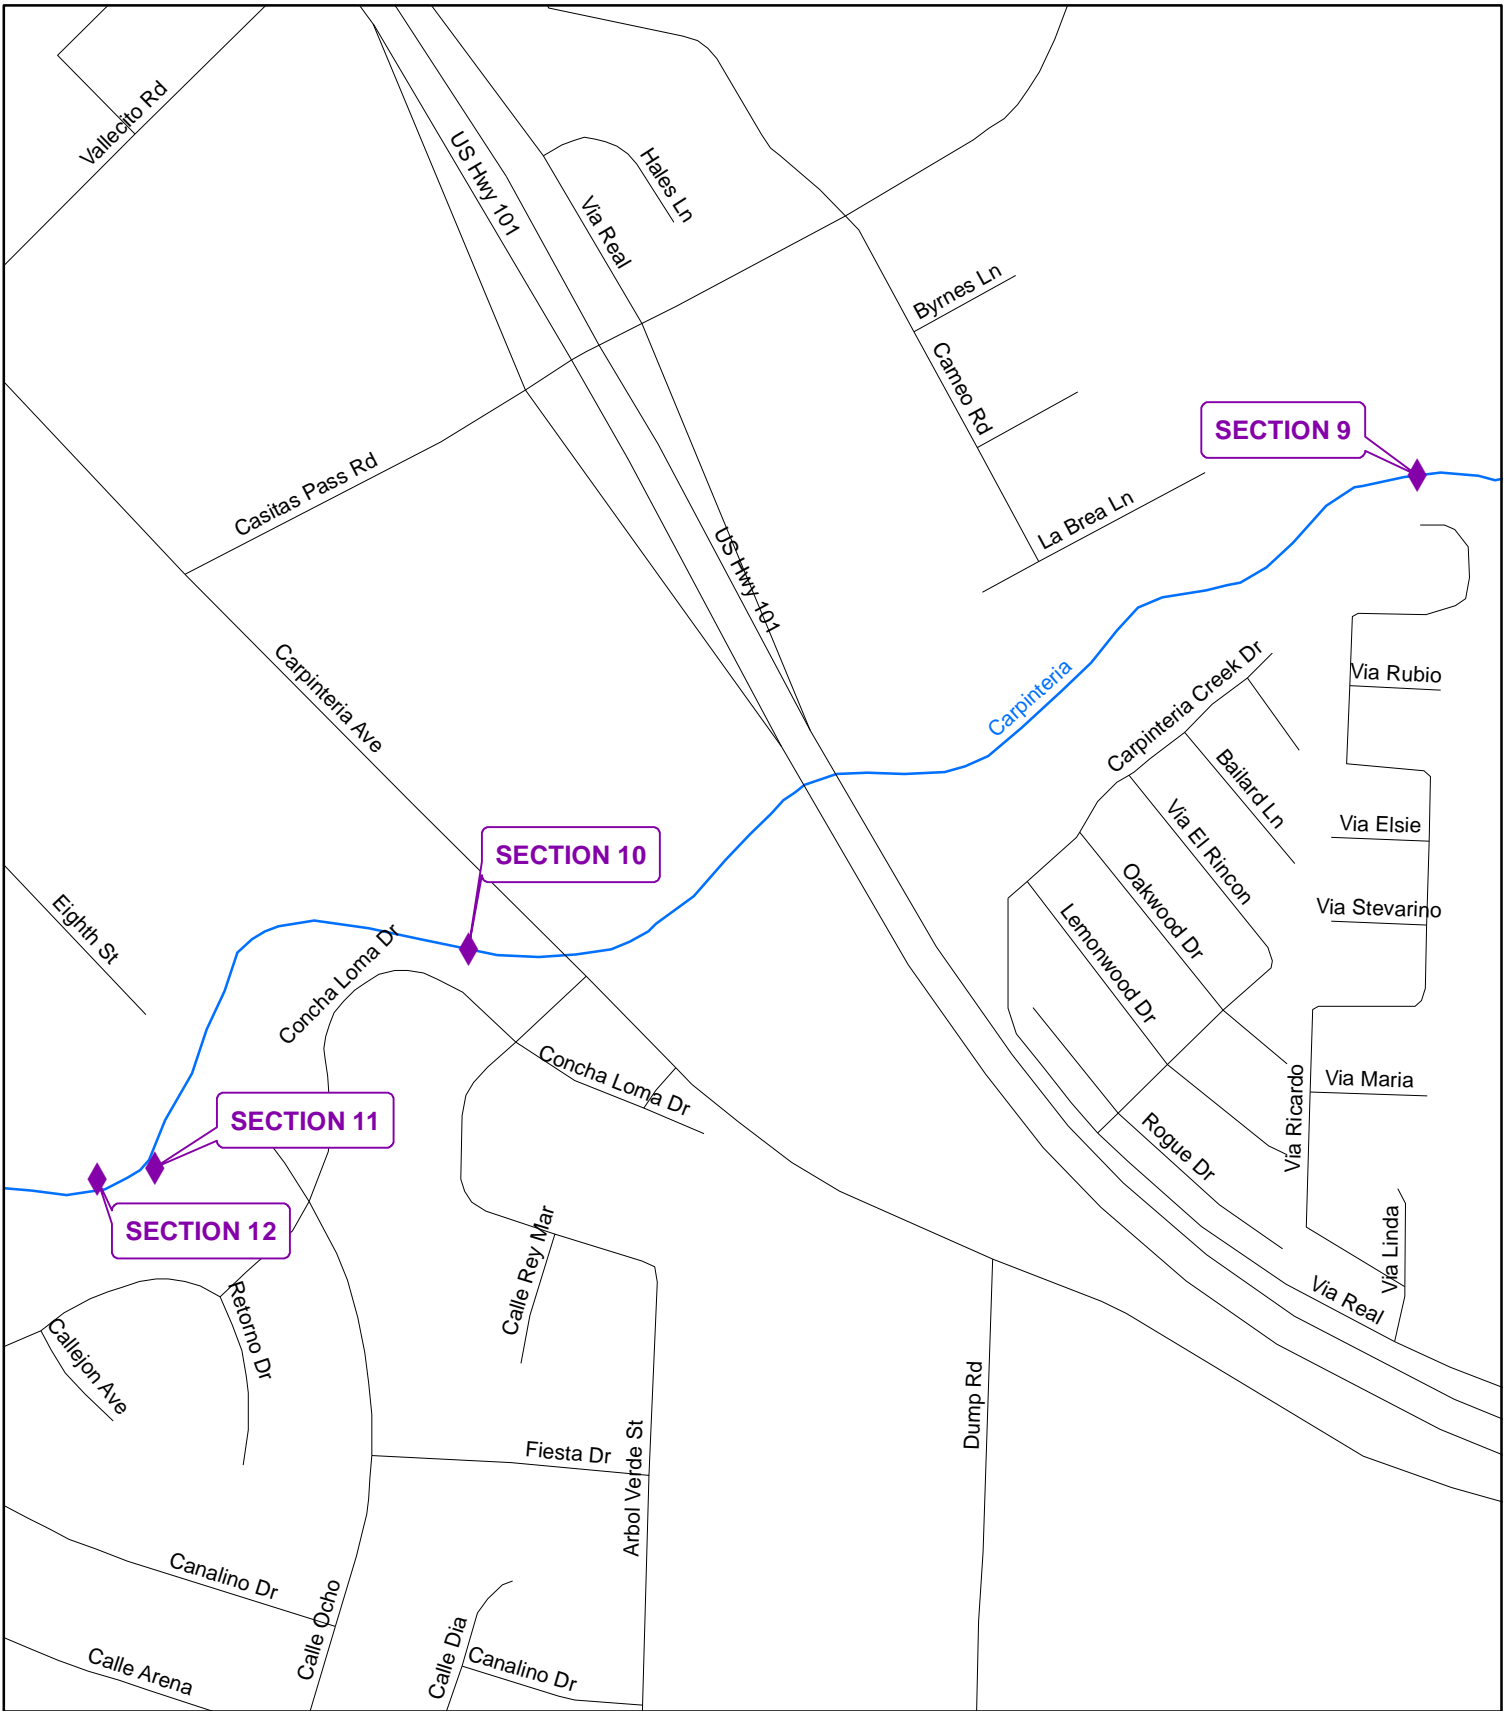 Vallecito Rd
US Hwy 101
Hales Ln
Via Real
Byrnes Ln
Cameo Rd
SECTION 9
Casitas Pass Rd
La Brea Ln
US Hwy 101
Carpinteria Ave
Carpinteria
Carpinteria Creek Dr
Via Rubio
Bailard Ln
Via Elsie
Via El Rincon
SECTION 10
Oakwood Dr
Via Stevarino
Eighth St
Lemonwood Dr
Concha Loma Dr
Concha Loma Dr
Via Maria
Via Ricardo
SECTION 11
Rogue Dr
SECTION 12
Calle Rey Mar
Via Linda
Via Real
Retorno Dr
Callejon Ave
Dump Rd
Fiesta Dr
Arbol Verde St
Canalino Dr
Calle Ocho
Calle Dia
Calle Arena
Canalino Dr